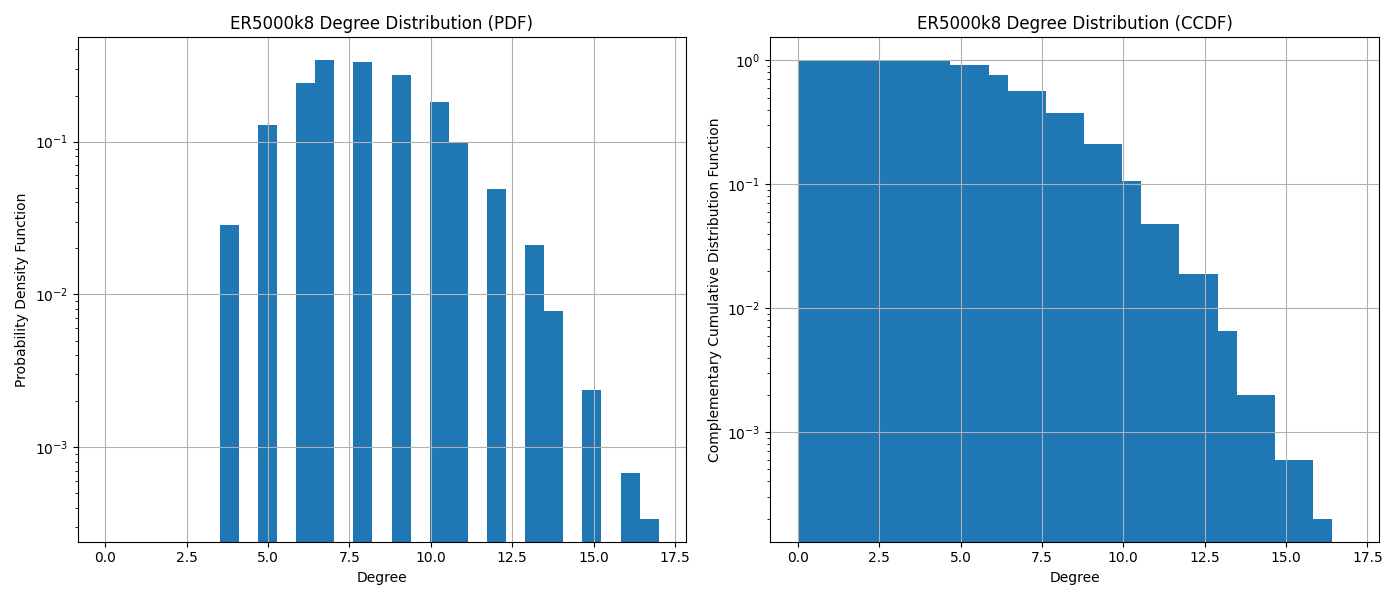 ER5000k8 Degree Distribution (PDF)
Probability Density Function
10⁻¹
10⁻²
10⁻³
0.0 2.5 5.0 7.5 10.0 12.5 15.0 17.5
Degree
ER5000k8 Degree Distribution (CCDF)
Complementary Cumulative Distribution Function
10⁰
10⁻¹
10⁻²
10⁻³
0.0 2.5 5.0 7.5 10.0 12.5 15.0 17.5
Degree